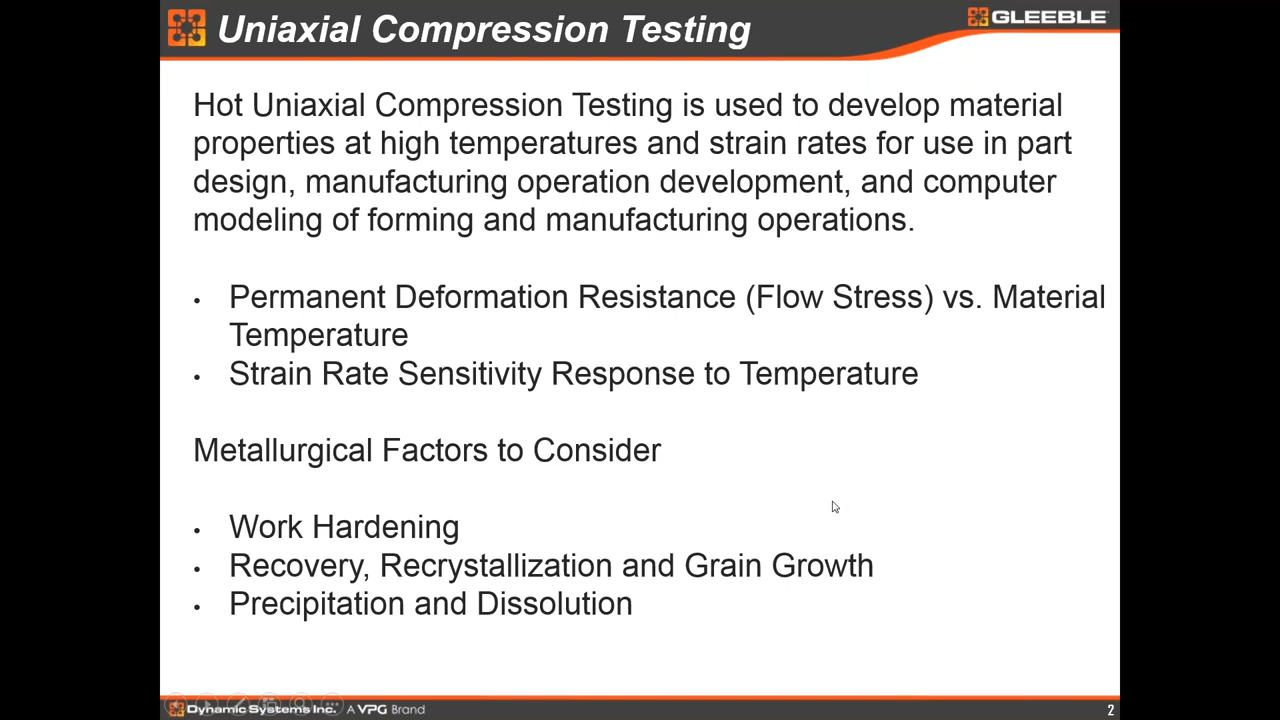 Uniaxial Compression Testing
GLEEBLE
Hot Uniaxial Compression Testing is used to develop material
properties at high temperatures and strain rates for use in part
design, manufacturing operation development, and computer
modeling of forming and manufacturing operations.
• Permanent Deformation Resistance (Flow Stress) vs. Material
Temperature
• Strain Rate Sensitivity Response to Temperature
Metallurgical Factors to Consider
• Work Hardening
• Recovery, Recrystallization and Grain Growth
• Precipitation and Dissolution
Dynamic Systems Inc. A VPG Brand
2